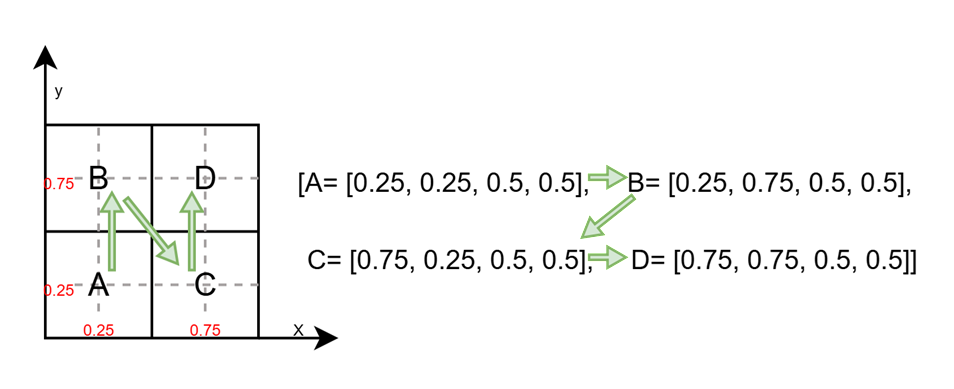 y
0.75
B
D
[A= [0.25, 0.25, 0.5, 0.5],
B= [0.25, 0.75, 0.5, 0.5],
0.25
A
C
C= [0.75, 0.25, 0.5, 0.5],
D= [0.75, 0.75, 0.5, 0.5]]
0.25
0.75
X